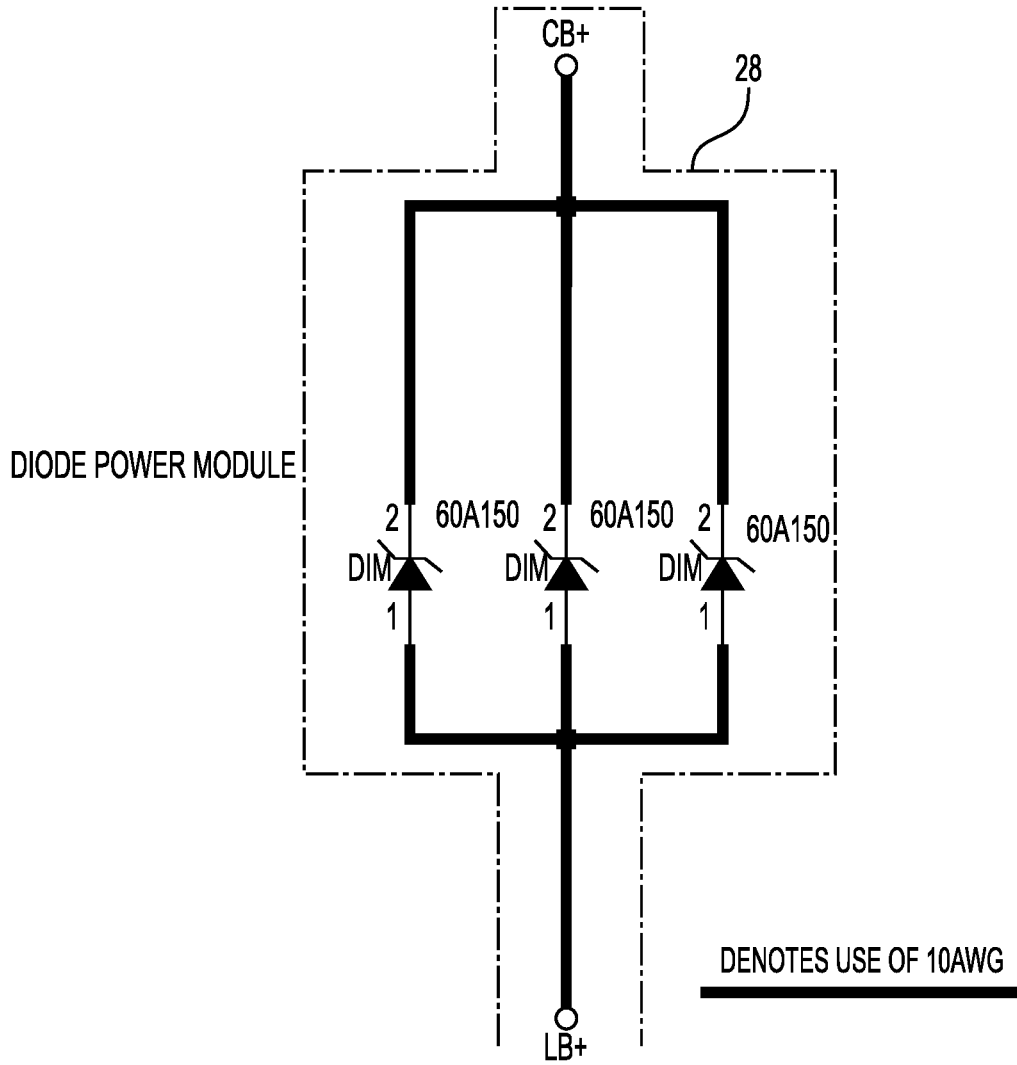 CB+
28
DIODE POWER MODULE
2 60A150 2 60A150 2 60A150
DIM DIM DIM
1 1 1
DENOTES USE OF 10AWG
LB+